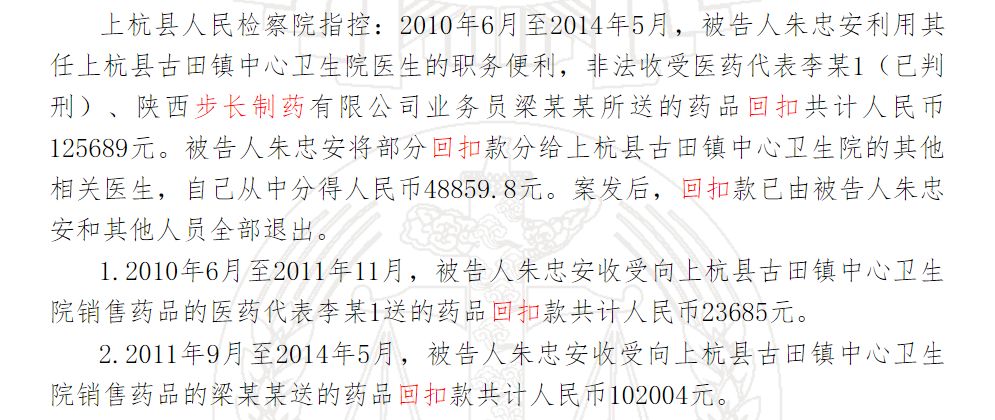 上杭县人民检察院指控：2010年6月至2014年5月，被告人朱忠安利用其
任上杭县古田镇中心卫生院医生的职务便利，非法收受医药代表李某1（已判
刑）、陕西步长制药有限公司业务员梁某某所送的药品回扣共计人民币
125689元。被告人朱忠安将部分回扣款分给上杭县古田镇中心卫生院的其他
相关医生，自己从中分得人民币48859.8元。案发后，回扣款已由被告人朱忠
安和其他人员全部退出。
1.2010年6月至2011年11月，被告人朱忠安收受向上杭县古田镇中心卫生
院销售药品的医药代表李某1送的药品回扣款共计人民币23685元。
2.2011年9月至2014年5月，被告人朱忠安收受向上杭县古田镇中心卫生
院销售药品的梁某某送的药品回扣款共计人民币102004元。